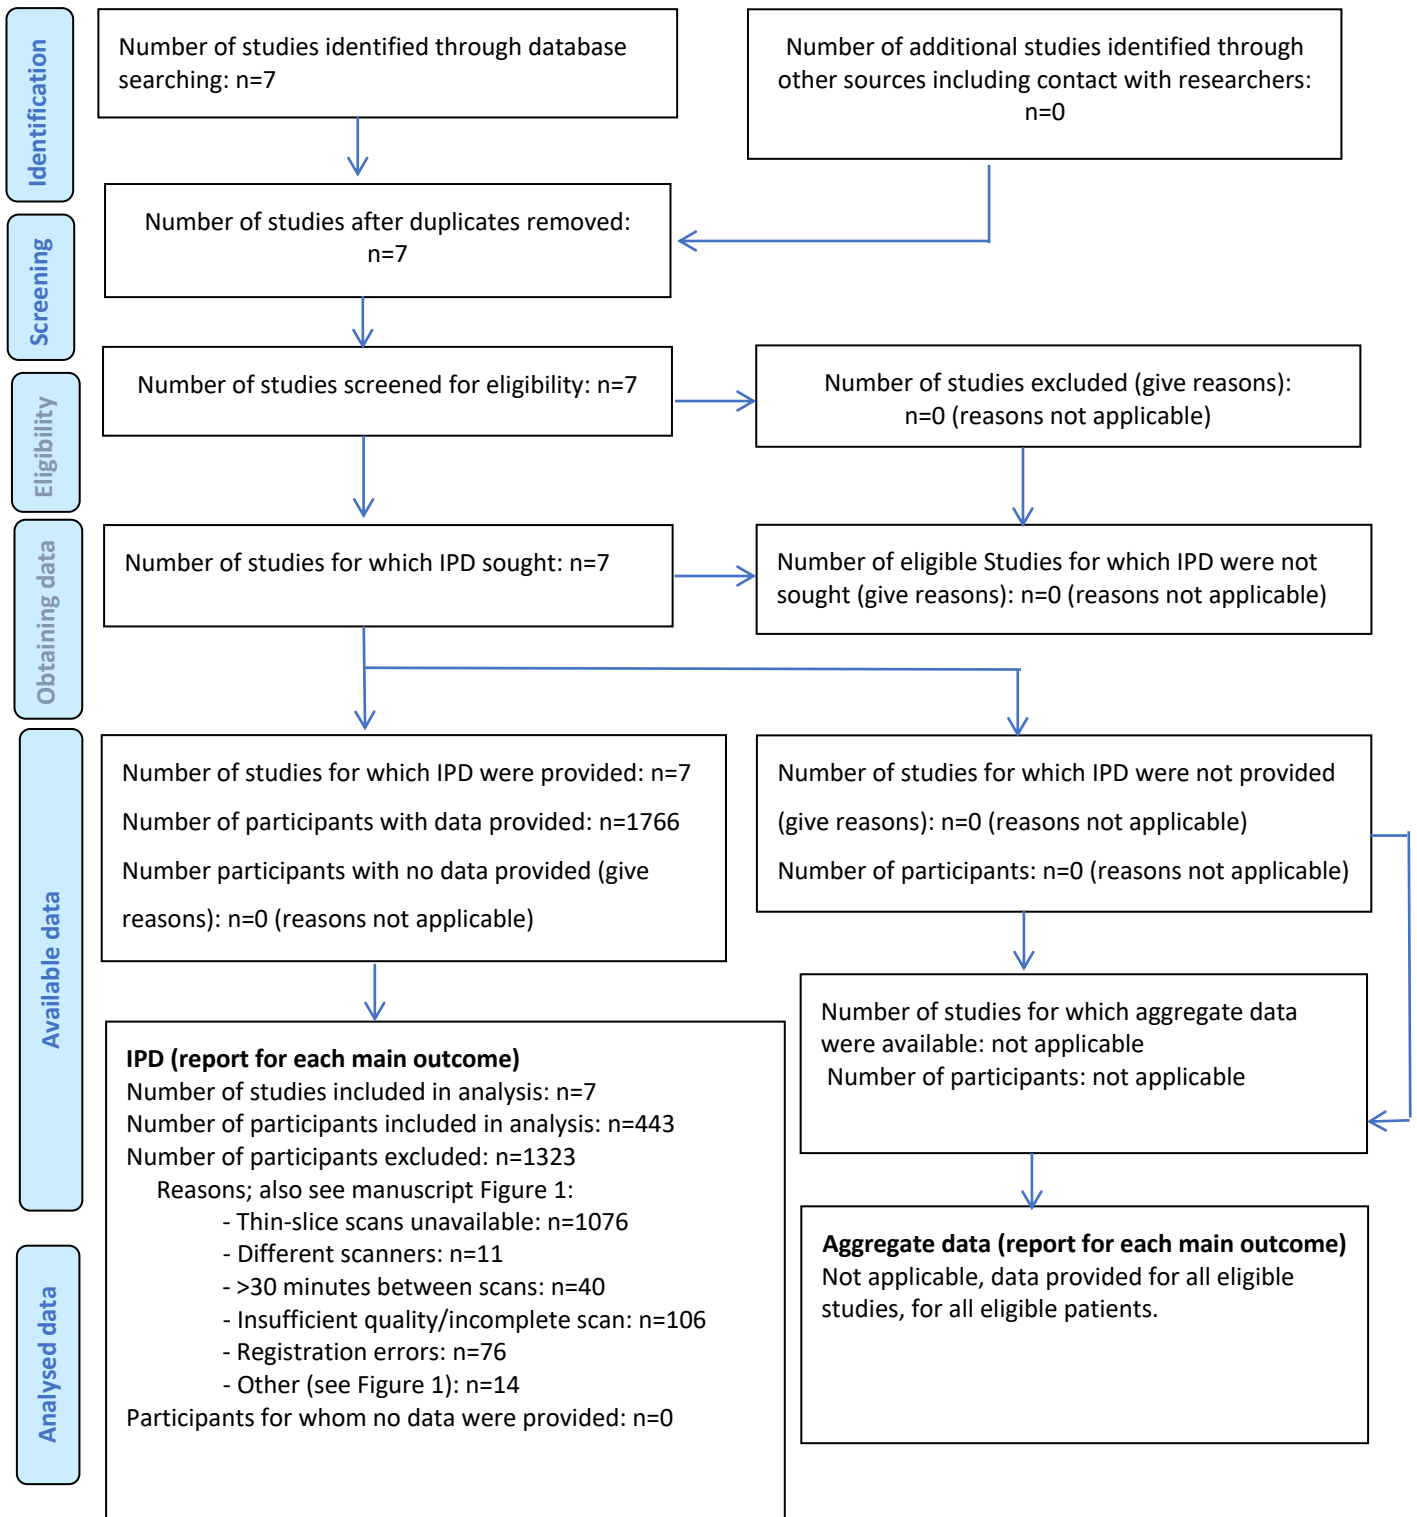 Identification
Number of studies identified through database
searching: n=7
Number of additional studies identified through
other sources including contact with researchers:
n=0
Screening
Number of studies after duplicates removed:
n=7
Eligibility
Number of studies screened for eligibility: n=7
Number of studies excluded (give reasons):
n=0 (reasons not applicable)
Obtaining data
Number of studies for which IPD sought: n=7
Number of eligible Studies for which IPD were not
sought (give reasons): n=0 (reasons not applicable)
Available data
Number of studies for which IPD were provided: n=7
Number of participants with data provided: n=1766
Number participants with no data provided (give
reasons): n=0 (reasons not applicable)
Number of studies for which IPD were not provided
(give reasons): n=0 (reasons not applicable)
Number of participants: n=0 (reasons not applicable)
Number of studies for which aggregate data
were available: not applicable
Number of participants: not applicable
Analysed data
IPD (report for each main outcome)
Number of studies included in analysis: n=7
Number of participants included in analysis: n=443
Number of participants excluded: n=1323
Reasons; also see manuscript Figure 1:
- Thin-slice scans unavailable: n=1076
- Different scanners: n=11
- >30 minutes between scans: n=40
- Insufficient quality/incomplete scan: n=106
- Registration errors: n=76
- Other (see Figure 1): n=14
Participants for whom no data were provided: n=0
Aggregate data (report for each main outcome)
Not applicable, data provided for all eligible
studies, for all eligible patients.